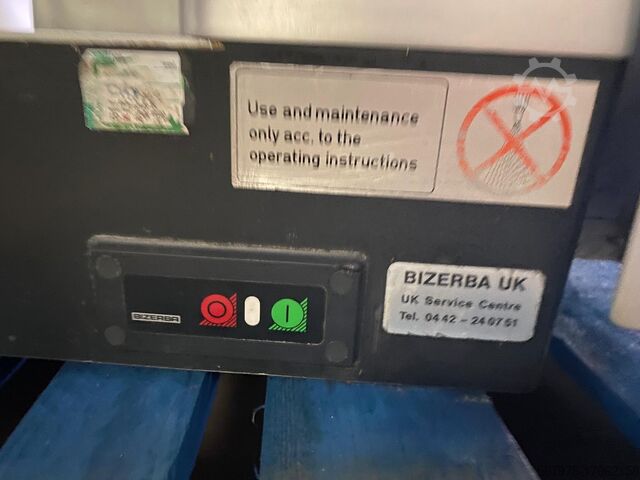 Use and maintenance
only acc. to the
operating instructions
BIZERBA
BIZERBA UK
UK Service Centre
Tel. 0442 - 240751